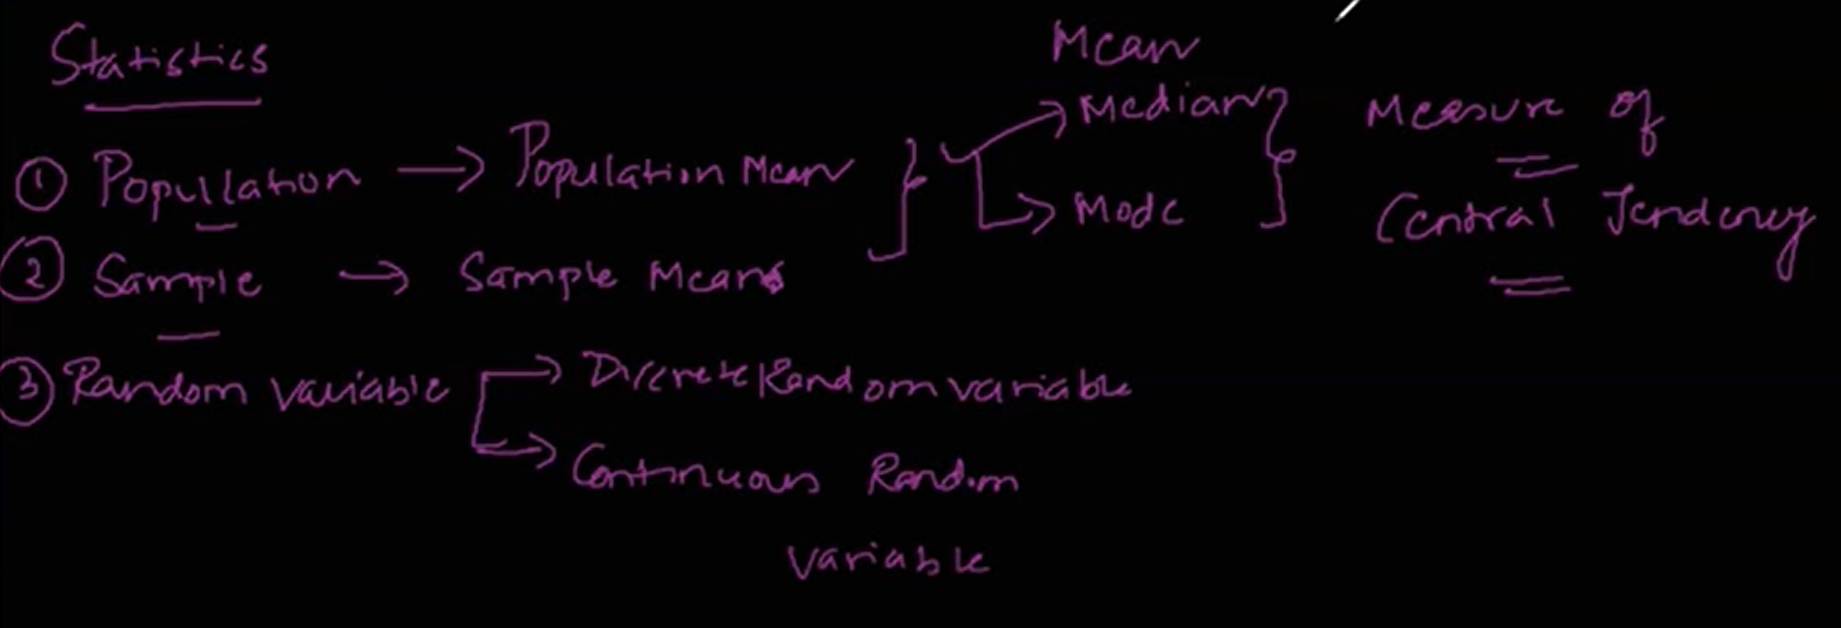 Statistics
① Popullation → Population Mean
② Sample → Sample Means
Mean
Median
Mode
Measure of
Central Tendency
③ Random variable
Discrete Random variable
Continuous Random
Variable